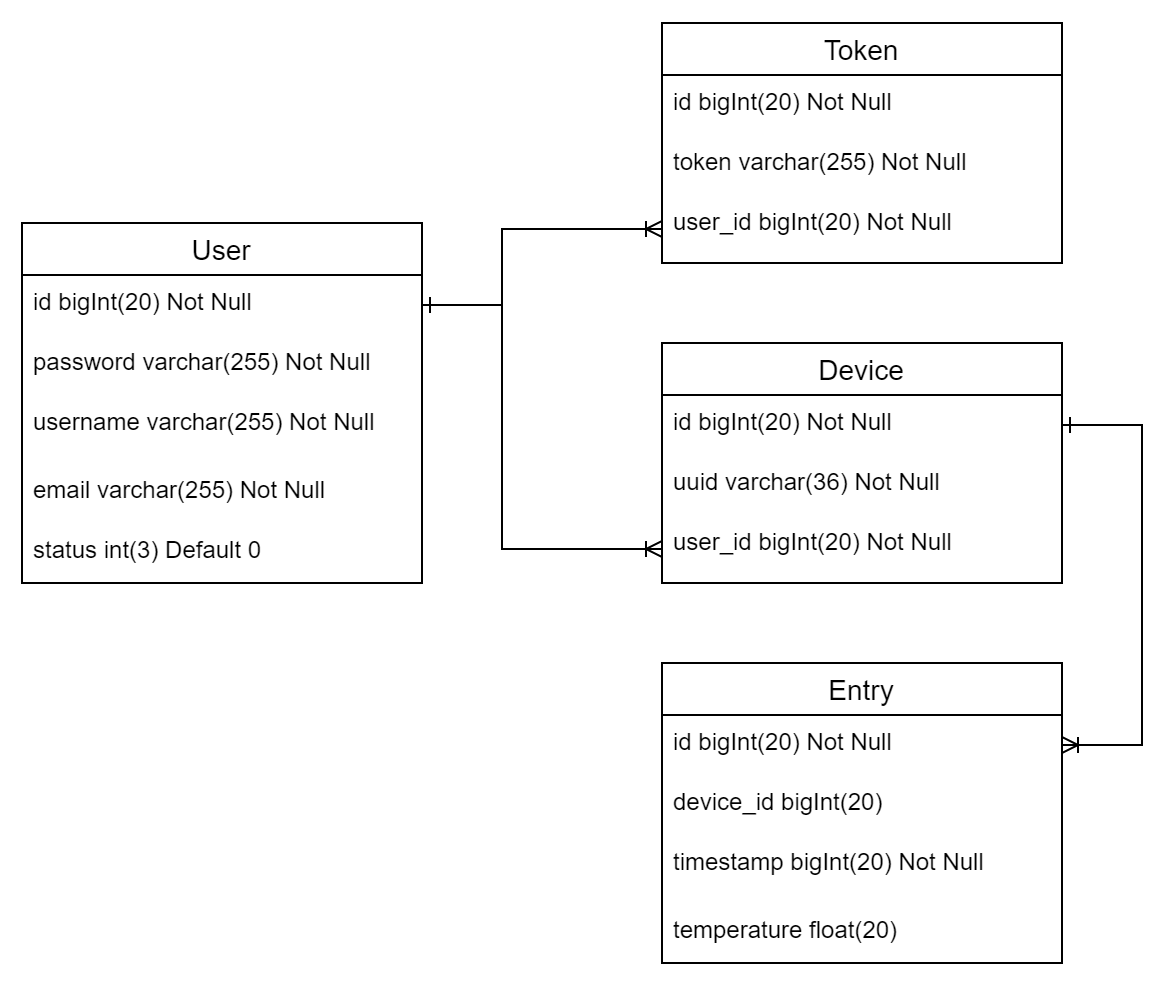 Token
id bigInt(20) Not Null
token varchar(255) Not Null
user_id bigInt(20) Not Null
User
id bigInt(20) Not Null
password varchar(255) Not Null
username varchar(255) Not Null
email varchar(255) Not Null
status int(3) Default 0
Device
id bigInt(20) Not Null
uuid varchar(36) Not Null
user_id bigInt(20) Not Null
Entry
id bigInt(20) Not Null
device_id bigInt(20)
timestamp bigInt(20) Not Null
temperature float(20)